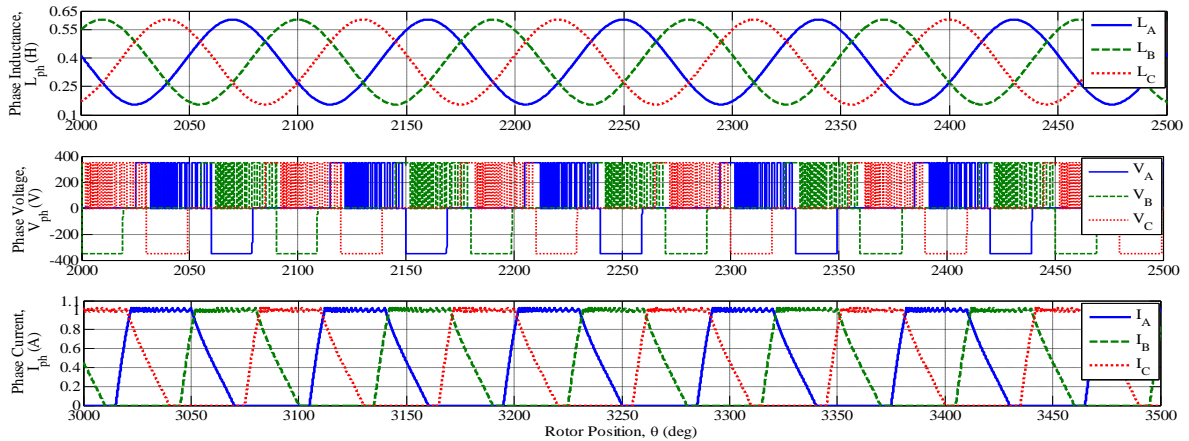 Phase Inductance,
L_ph (H)
0.65
0.55
0.4
0.25
0.1
2000 2050 2100 2150 2200 2250 2300 2350 2400 2450 2500
L_A
L_B
L_C
Phase Voltage,
V_ph (V)
400
200
0
-200
-400
2000 2050 2100 2150 2200 2250 2300 2350 2400 2450 2500
V_A
V_B
V_C
Phase Current,
I_ph (A)
1.1
1
0.8
0.6
0.4
0.2
0
3000 3050 3100 3150 3200 3250 3300 3350 3400 3450 3500
I_A
I_B
I_C
Rotor Position, θ (deg)